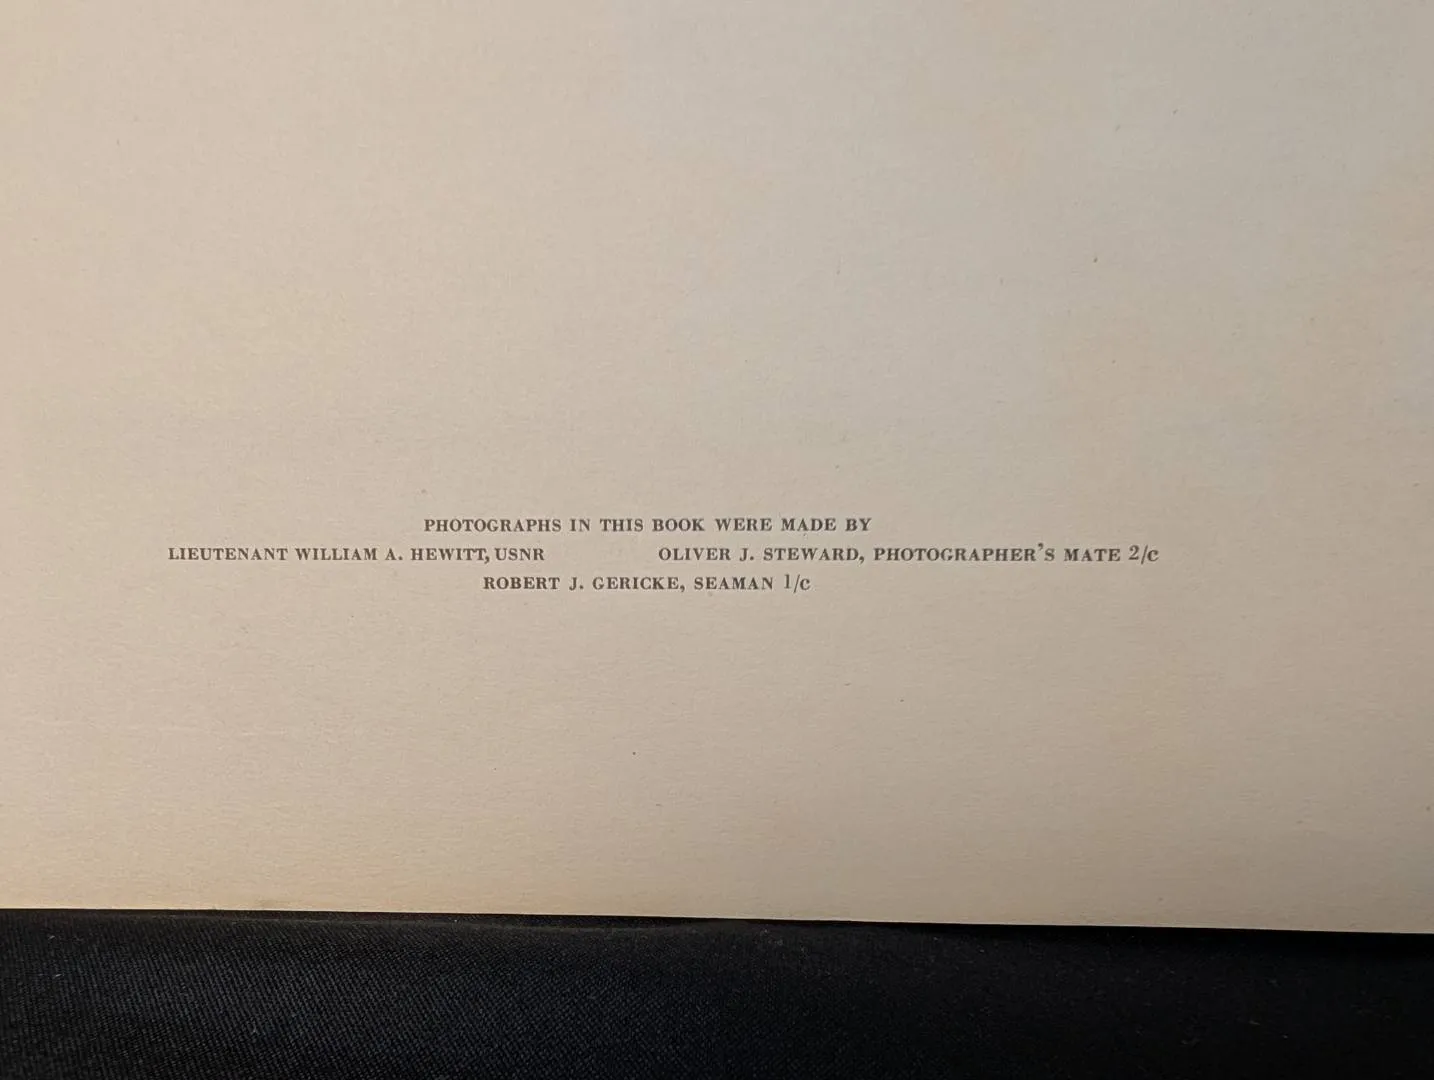 PHOTOGRAPHS IN THIS BOOK WERE MADE BY
LIEUTENANT WILLIAM A. HEWITT, USNR OLIVER J. STEWARD, PHOTOGRAPHER'S MATE 2/C
ROBERT J. GERICKE, SEAMAN 1/C